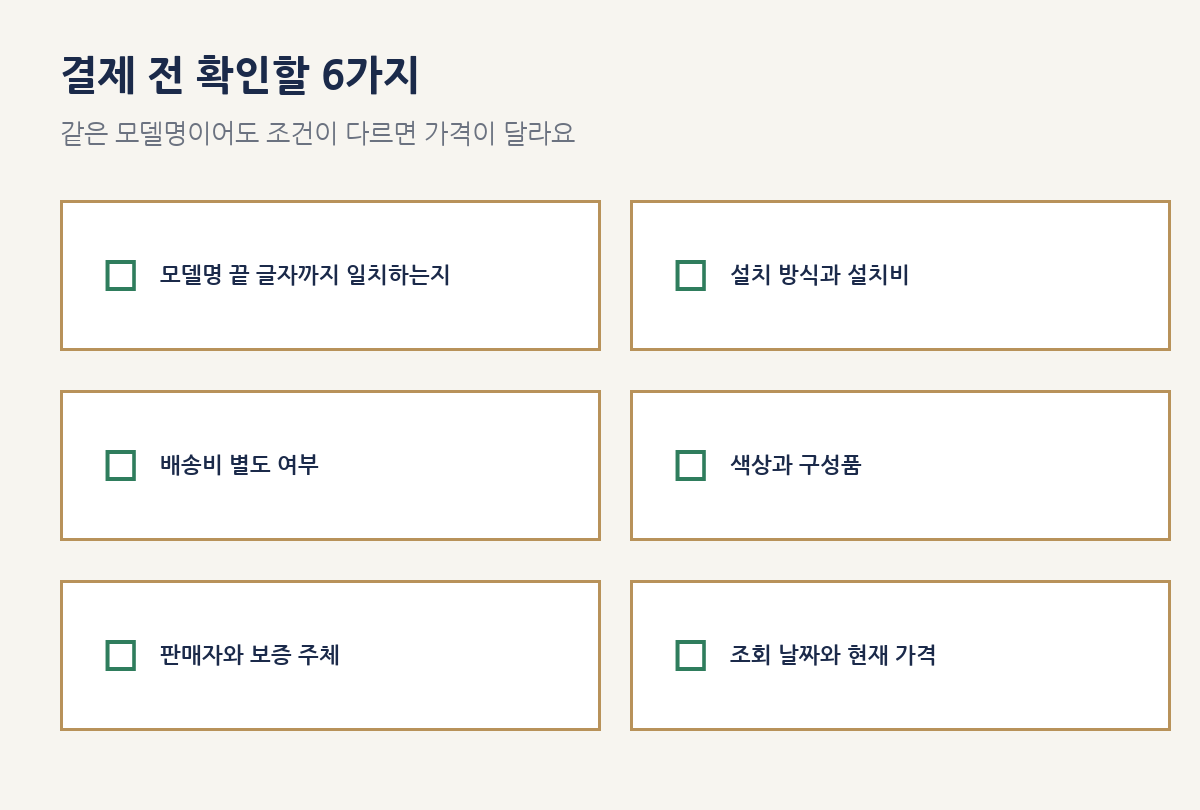 결제 전 확인할 6가지
같은 모델명이어도 조건이 다르면 가격이 달라요
모델명 끝 글자까지 일치하는지
설치 방식과 설치비
배송비 별도 여부
색상과 구성품
판매자와 보증 주체
조회 날짜와 현재 가격